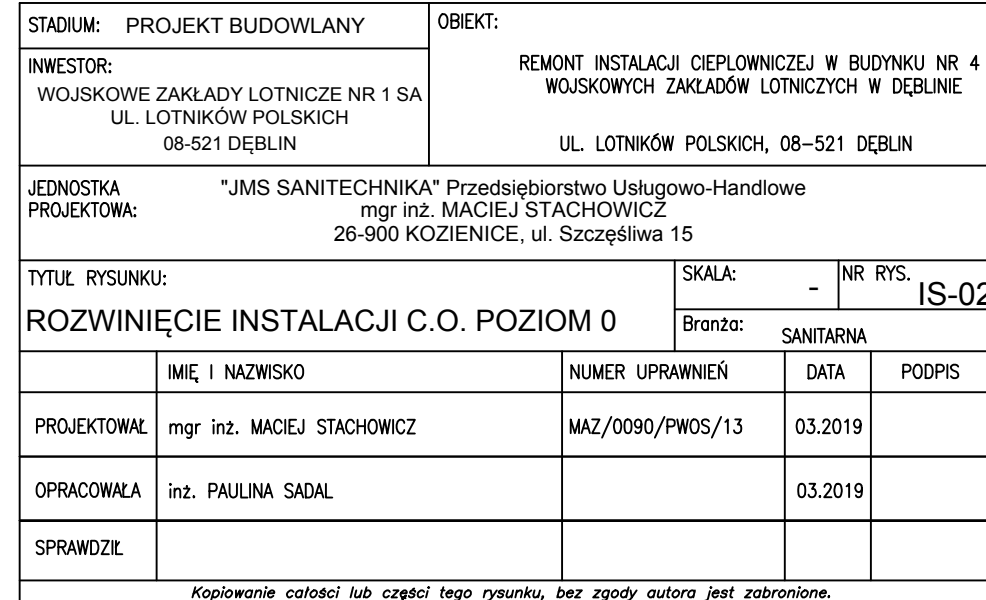 STADIUM: PROJEKT BUDOWLANY
OBIEKT:
REMONT INSTALACJI CIEPLOWNICZEJ W BUDYNKU NR 4
WOJSKOWYCH ZAKŁADÓW LOTNICZYCH W DĘBLINIE
UL. LOTNIKÓW POLSKICH, 08-521 DĘBLIN
INWESTOR:
WOJSKOWE ZAKŁADY LOTNICZE NR 1 SA
UL. LOTNIKÓW POLSKICH
08-521 DĘBLIN
JEDNOSTKA PROJEKTOWA:
"JMS SANITECHNIKA" Przedsiębiorstwo Usługowo-Handlowe
mgr inż. MACIEJ STACHOWICZ
26-900 KOZIENICE, ul. Szczęśliwa 15
TYTUŁ RYSUNKU:
ROZWINIĘCIE INSTALACJI C.O. POZIOM 0
SKALA: -
NR RYS. IS-02
Branża: SANITARNA
IMIĘ I NAZWISKO NUMER UPRAWNIEŃ DATA PODPIS
PROJEKTOWAŁ mgr inż. MACIEJ STACHOWICZ MAZ/0090/PWOS/13 03.2019
OPRACOWAŁA inż. PAULINA SADAL 03.2019
SPRAWDZIŁ
Kopiowanie całości lub części tego rysunku, bez zgody autora jest zabronione.